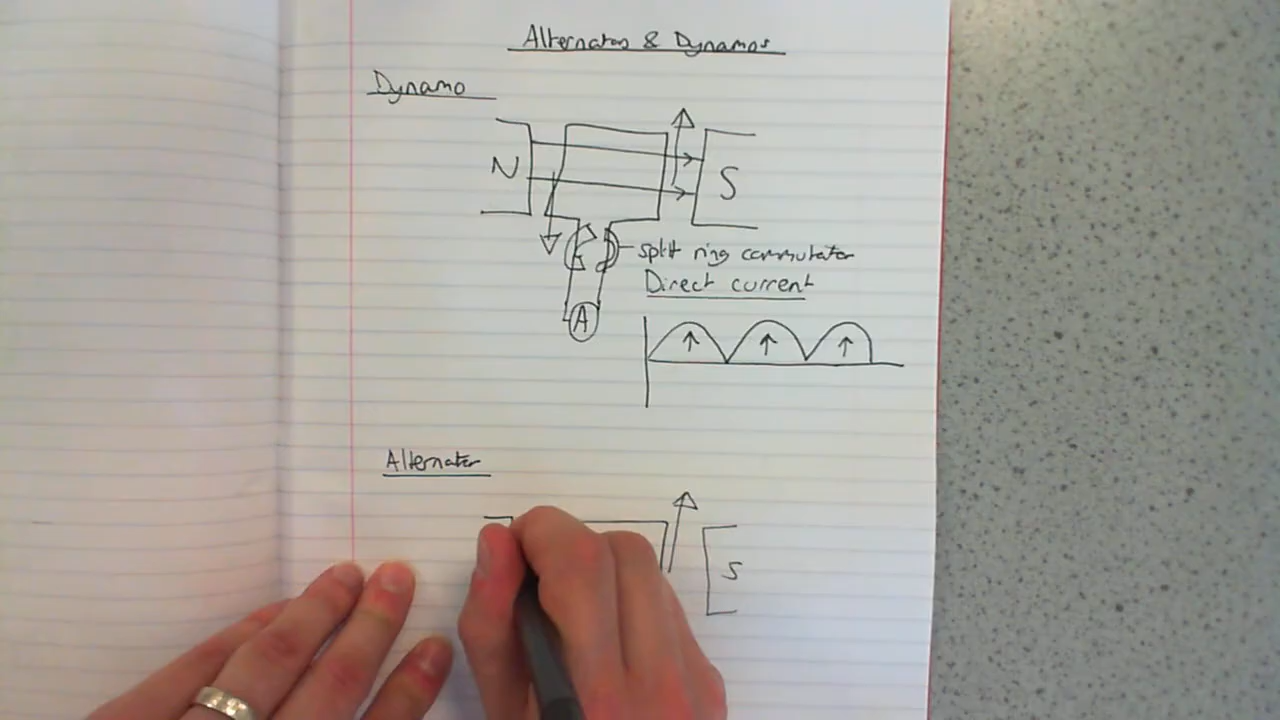 Alternators & Dynamos
Dynamo
N
S
split ring commutator
Direct current
A
Alternator
S